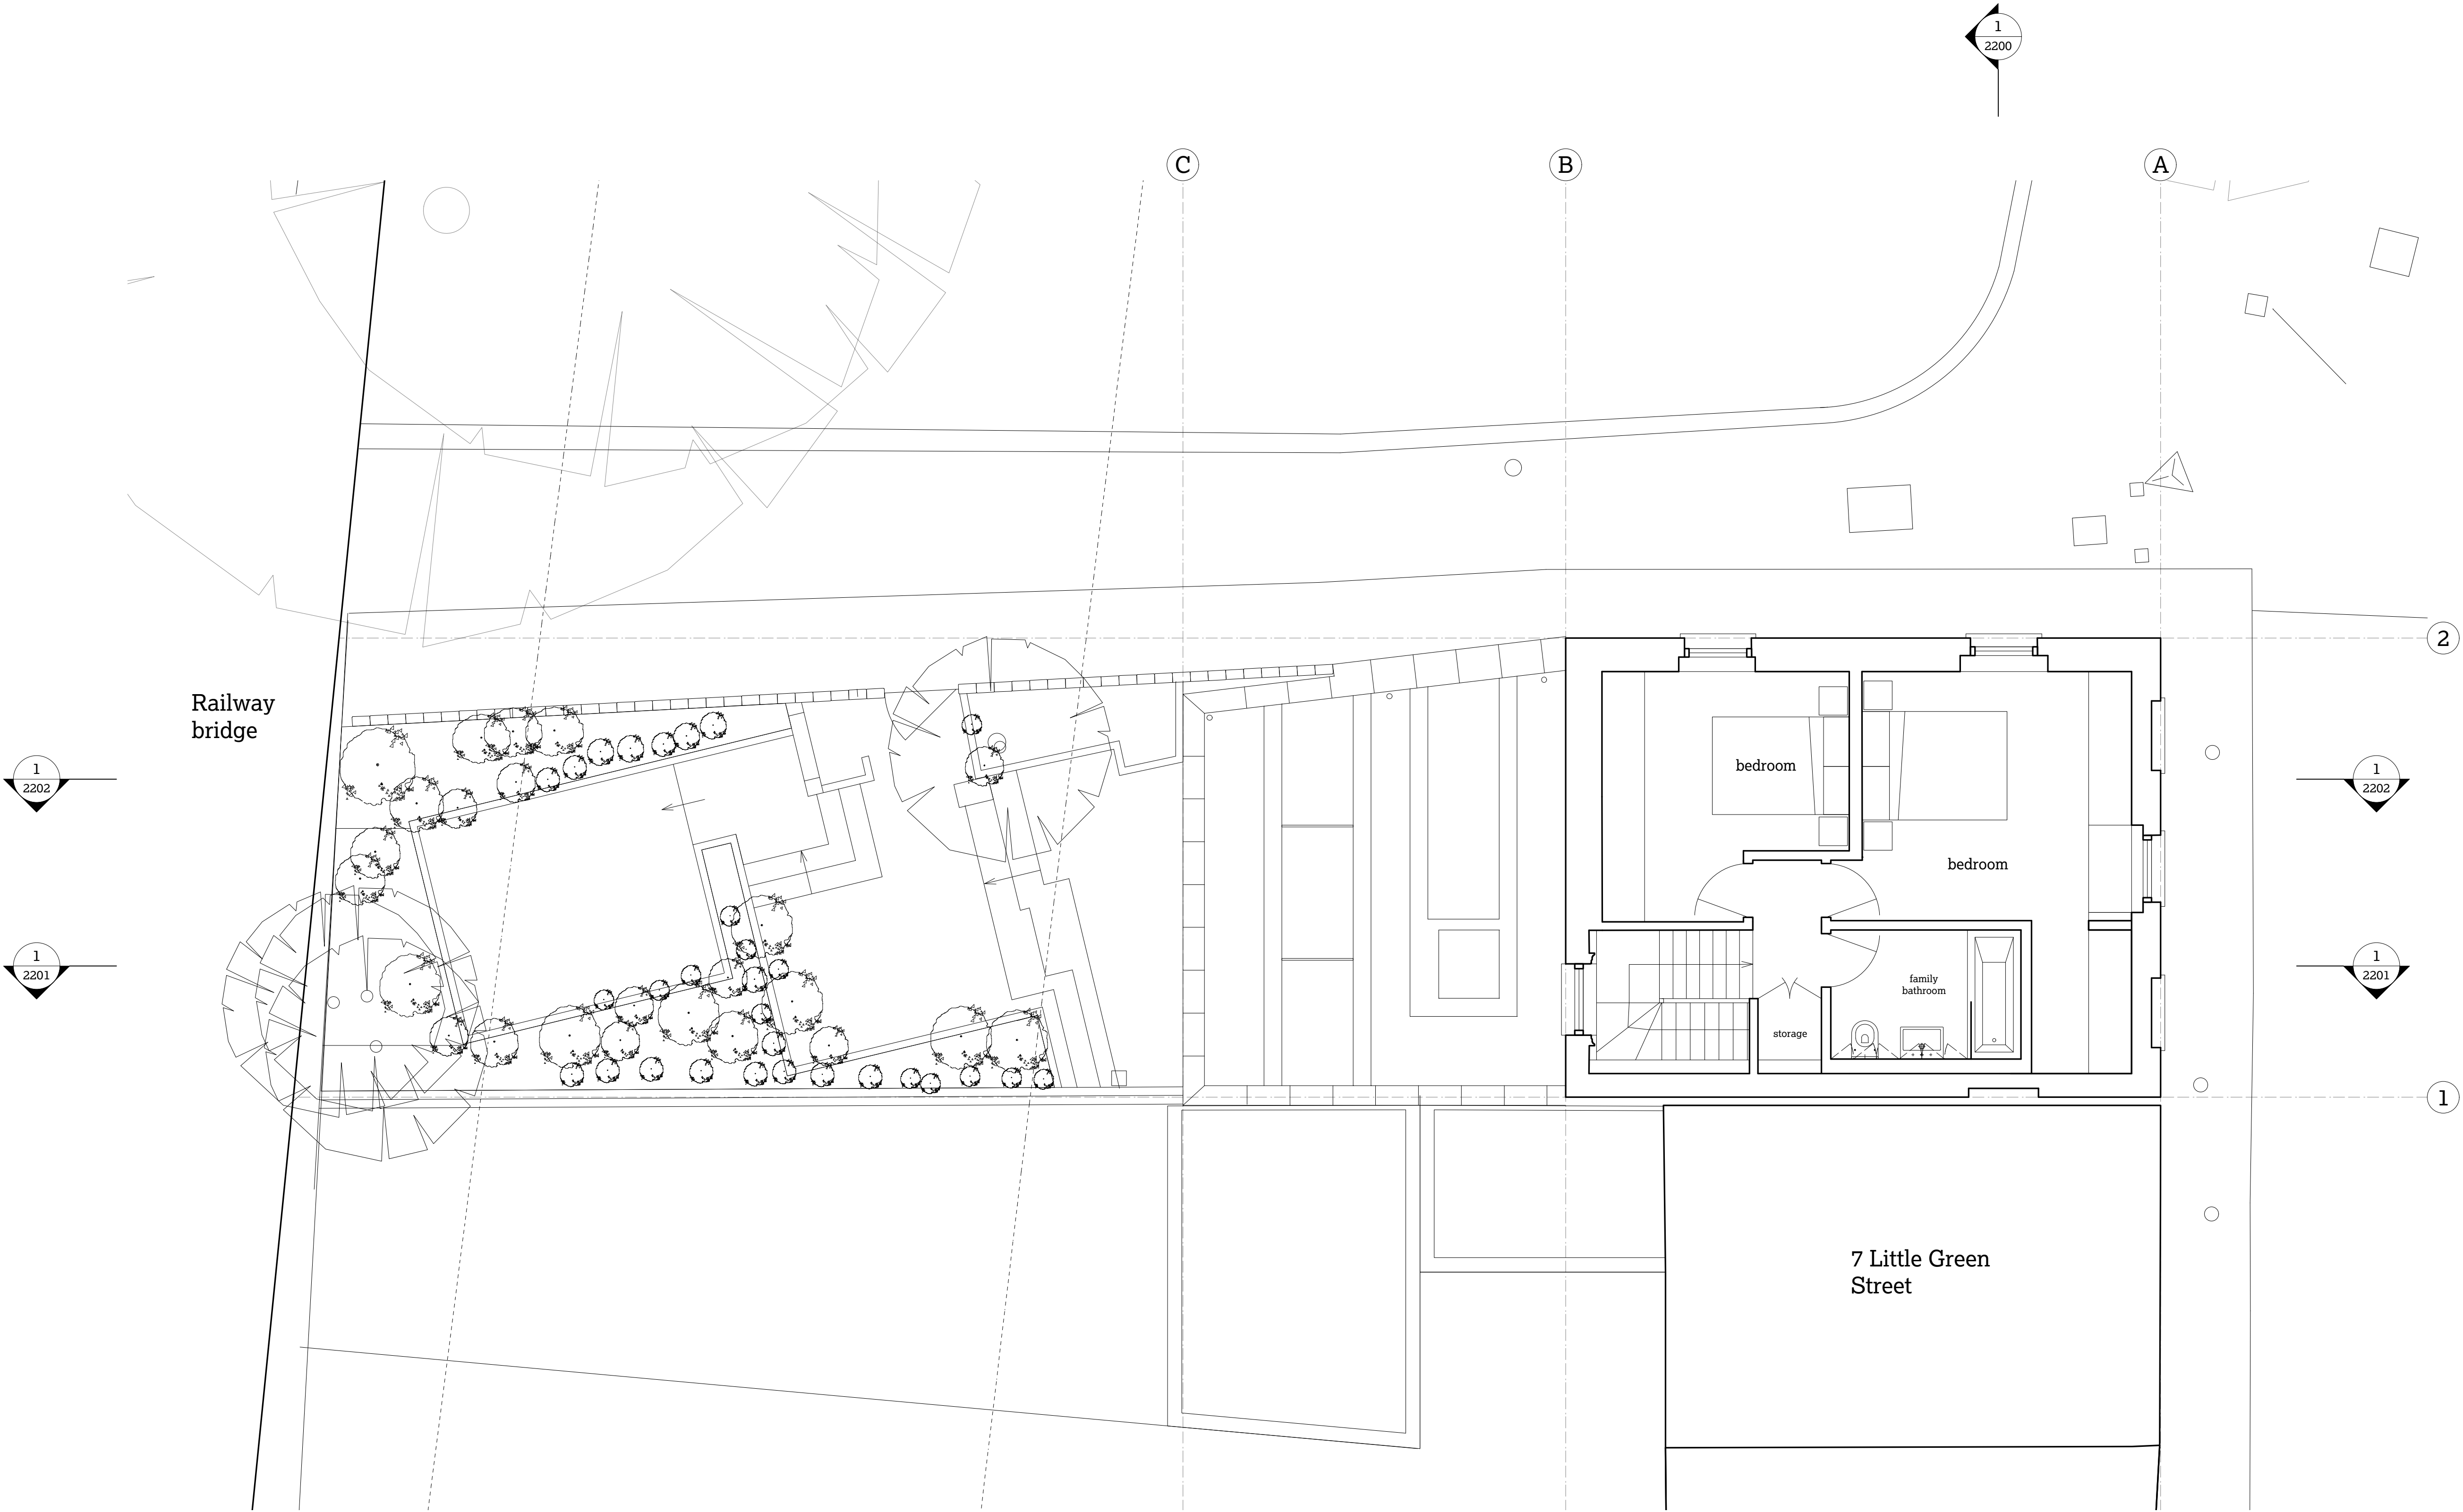 1
2200
C
B
A
2
Railway
bridge
1
2202
bedroom
1
2202
bedroom
1
2201
1
2201
family
bathroom
storage
1
7 Little Green
Street